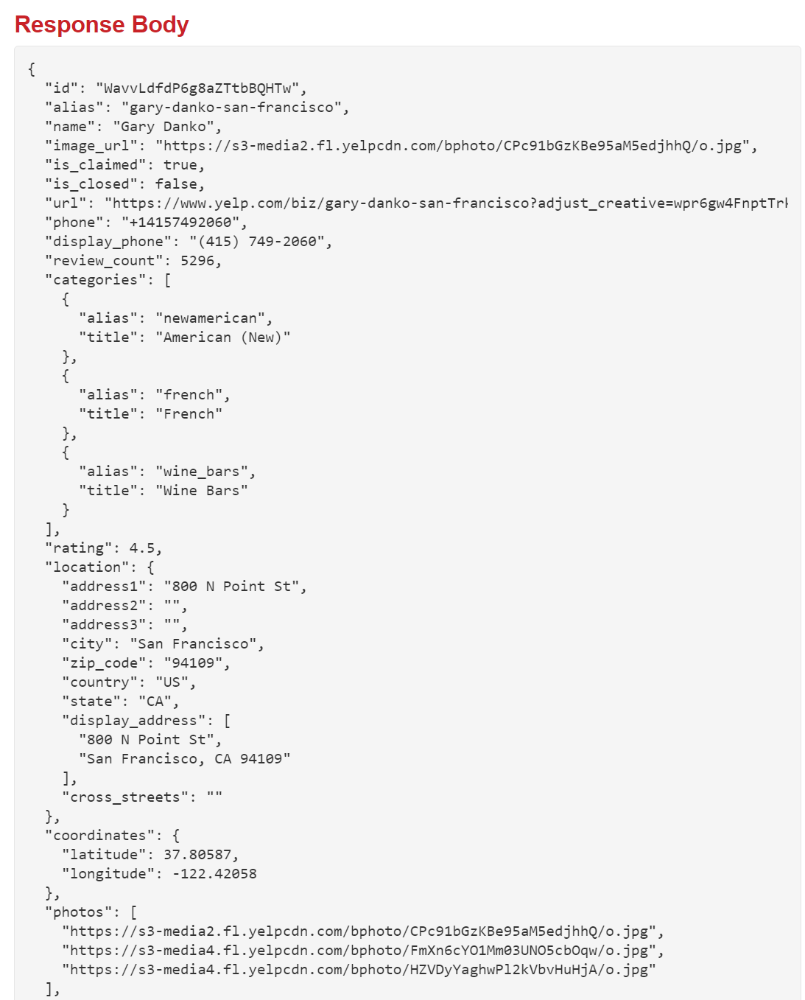 Response Body
{
"id": "WavvLdfdP6g8aZTtbBQHTw",
"alias": "gary-danko-san-francisco",
"name": "Gary Danko",
"image_url": "https://s3-media2.fl.yelpcdn.com/bphoto/CPc91bGzKBe95aM5edjhhQ/o.jpg",
"is_claimed": true,
"is_closed": false,
"url": "https://www.yelp.com/biz/gary-danko-san-francisco?adjust_creative=wpr6gw4FnptTrk
"phone": "+14157492060",
"display_phone": "(415) 749-2060",
"review_count": 5296,
"categories": [
{
"alias": "newamerican",
"title": "American (New)"
},
{
"alias": "french",
"title": "French"
},
{
"alias": "wine_bars",
"title": "Wine Bars"
}
],
"rating": 4.5,
"location": {
"address1": "800 N Point St",
"address2": "",
"address3": "",
"city": "San Francisco",
"zip_code": "94109",
"country": "US",
"state": "CA",
"display_address": [
"800 N Point St",
"San Francisco, CA 94109"
],
"cross_streets": ""
},
"coordinates": {
"latitude": 37.80587,
"longitude": -122.42058
},
"photos": [
"https://s3-media2.fl.yelpcdn.com/bphoto/CPc91bGzKBe95aM5edjhhQ/o.jpg",
"https://s3-media4.fl.yelpcdn.com/bphoto/FmXn6cYO1Mm03UNO5cbOqw/o.jpg",
"https://s3-media4.fl.yelpcdn.com/bphoto/HZVDyYaghwPl2kVbvHuHjA/o.jpg"
],